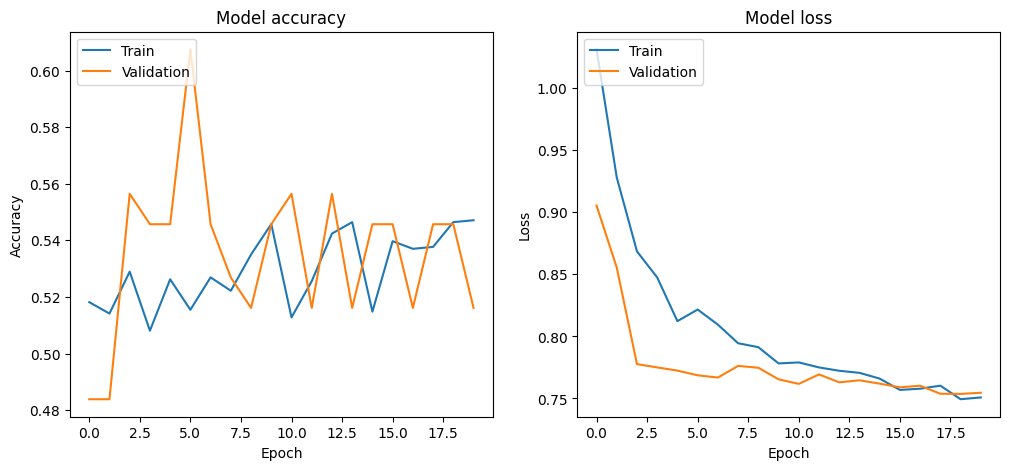 Model accuracy
Train
Validation
0.60
0.58
0.56
0.54
0.52
0.50
0.48
Accuracy
0.0 2.5 5.0 7.5 10.0 12.5 15.0 17.5
Epoch
Model loss
Train
Validation
1.00
0.95
0.90
0.85
0.80
0.75
Loss
0.0 2.5 5.0 7.5 10.0 12.5 15.0 17.5
Epoch